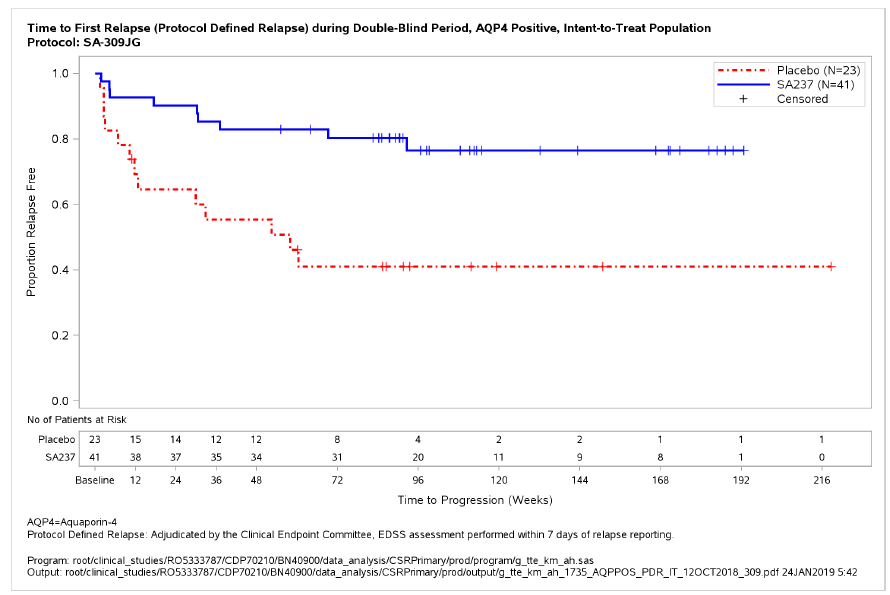 Time to First Relapse (Protocol Defined Relapse) during Double-Blind Period, AQP4 Positive, Intent-to-Treat Population
Protocol: SA-309JG
Placebo (N=23)
SA237 (N=41)
Censored
1.0
0.8
0.6
0.4
0.2
0.0
Proportion Relapse Free
No of Patients at Risk
Placebo 23 15 14 12 12 8 4 2 2 1 1 1
SA237 41 38 37 35 34 31 20 11 9 8 1 0
Baseline 12 24 36 48 72 96 120 144 168 192 216
Time to Progression (Weeks)
AQP4=Aquaporin-4
Protocol Defined Relapse: Adjudicated by the Clinical Endpoint Committee, EDSS assessment performed within 7 days of relapse reporting.
Program: root/clinical_studies/RO5333787/CDP70210/BN40900/data_analysis/CSRPrimary/prod/program/g_tte_km_ah.sas
Output: root/clinical_studies/RO5333787/CDP70210/BN40900/data_analysis/CSRPrimary/prod/output/g_tte_km_ah_1735_AQPPOS_PDR_IT_12OCT2018_309.pdf 24JAN2019 5:42